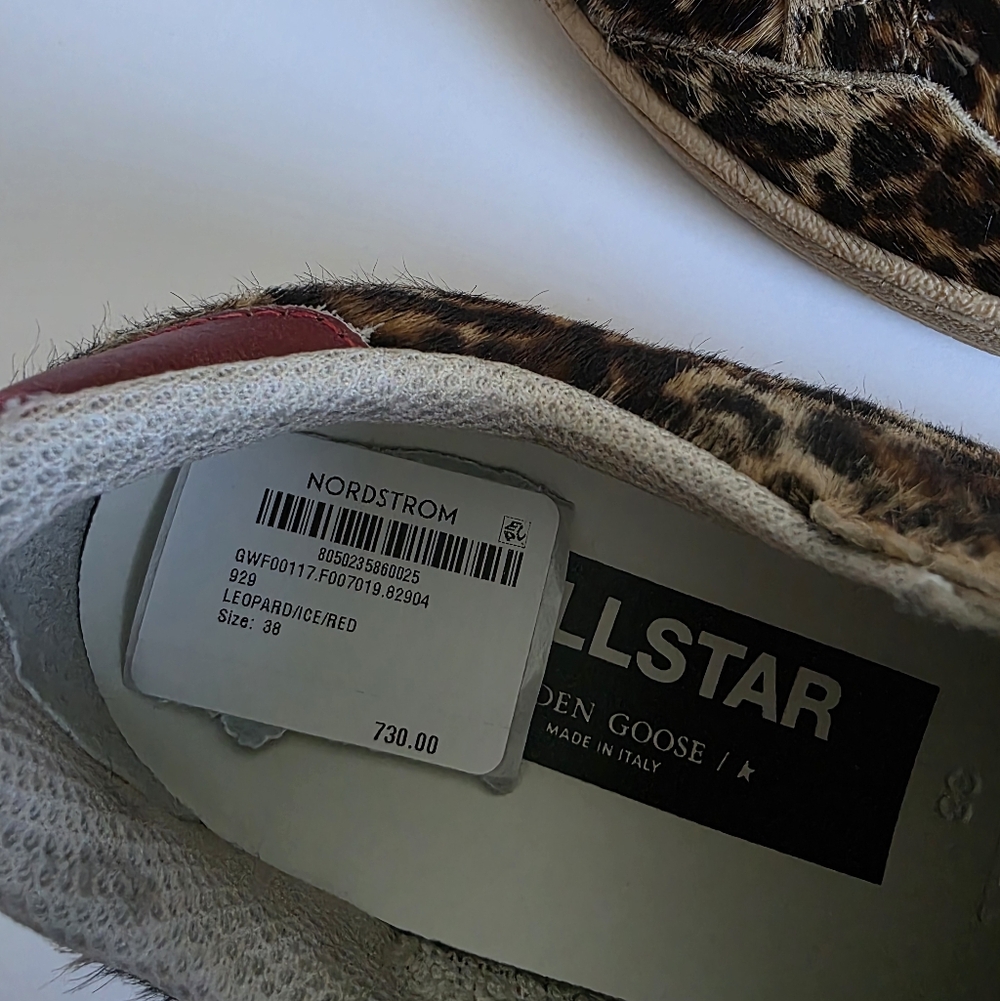 NORDSTROM
8050235860025
GWF00117.F007019.82904
929
LEOPARD/ICE/RED
Size: 38
730.00
LLSTAR
DEN GOOSE /
MADE IN ITALY
38